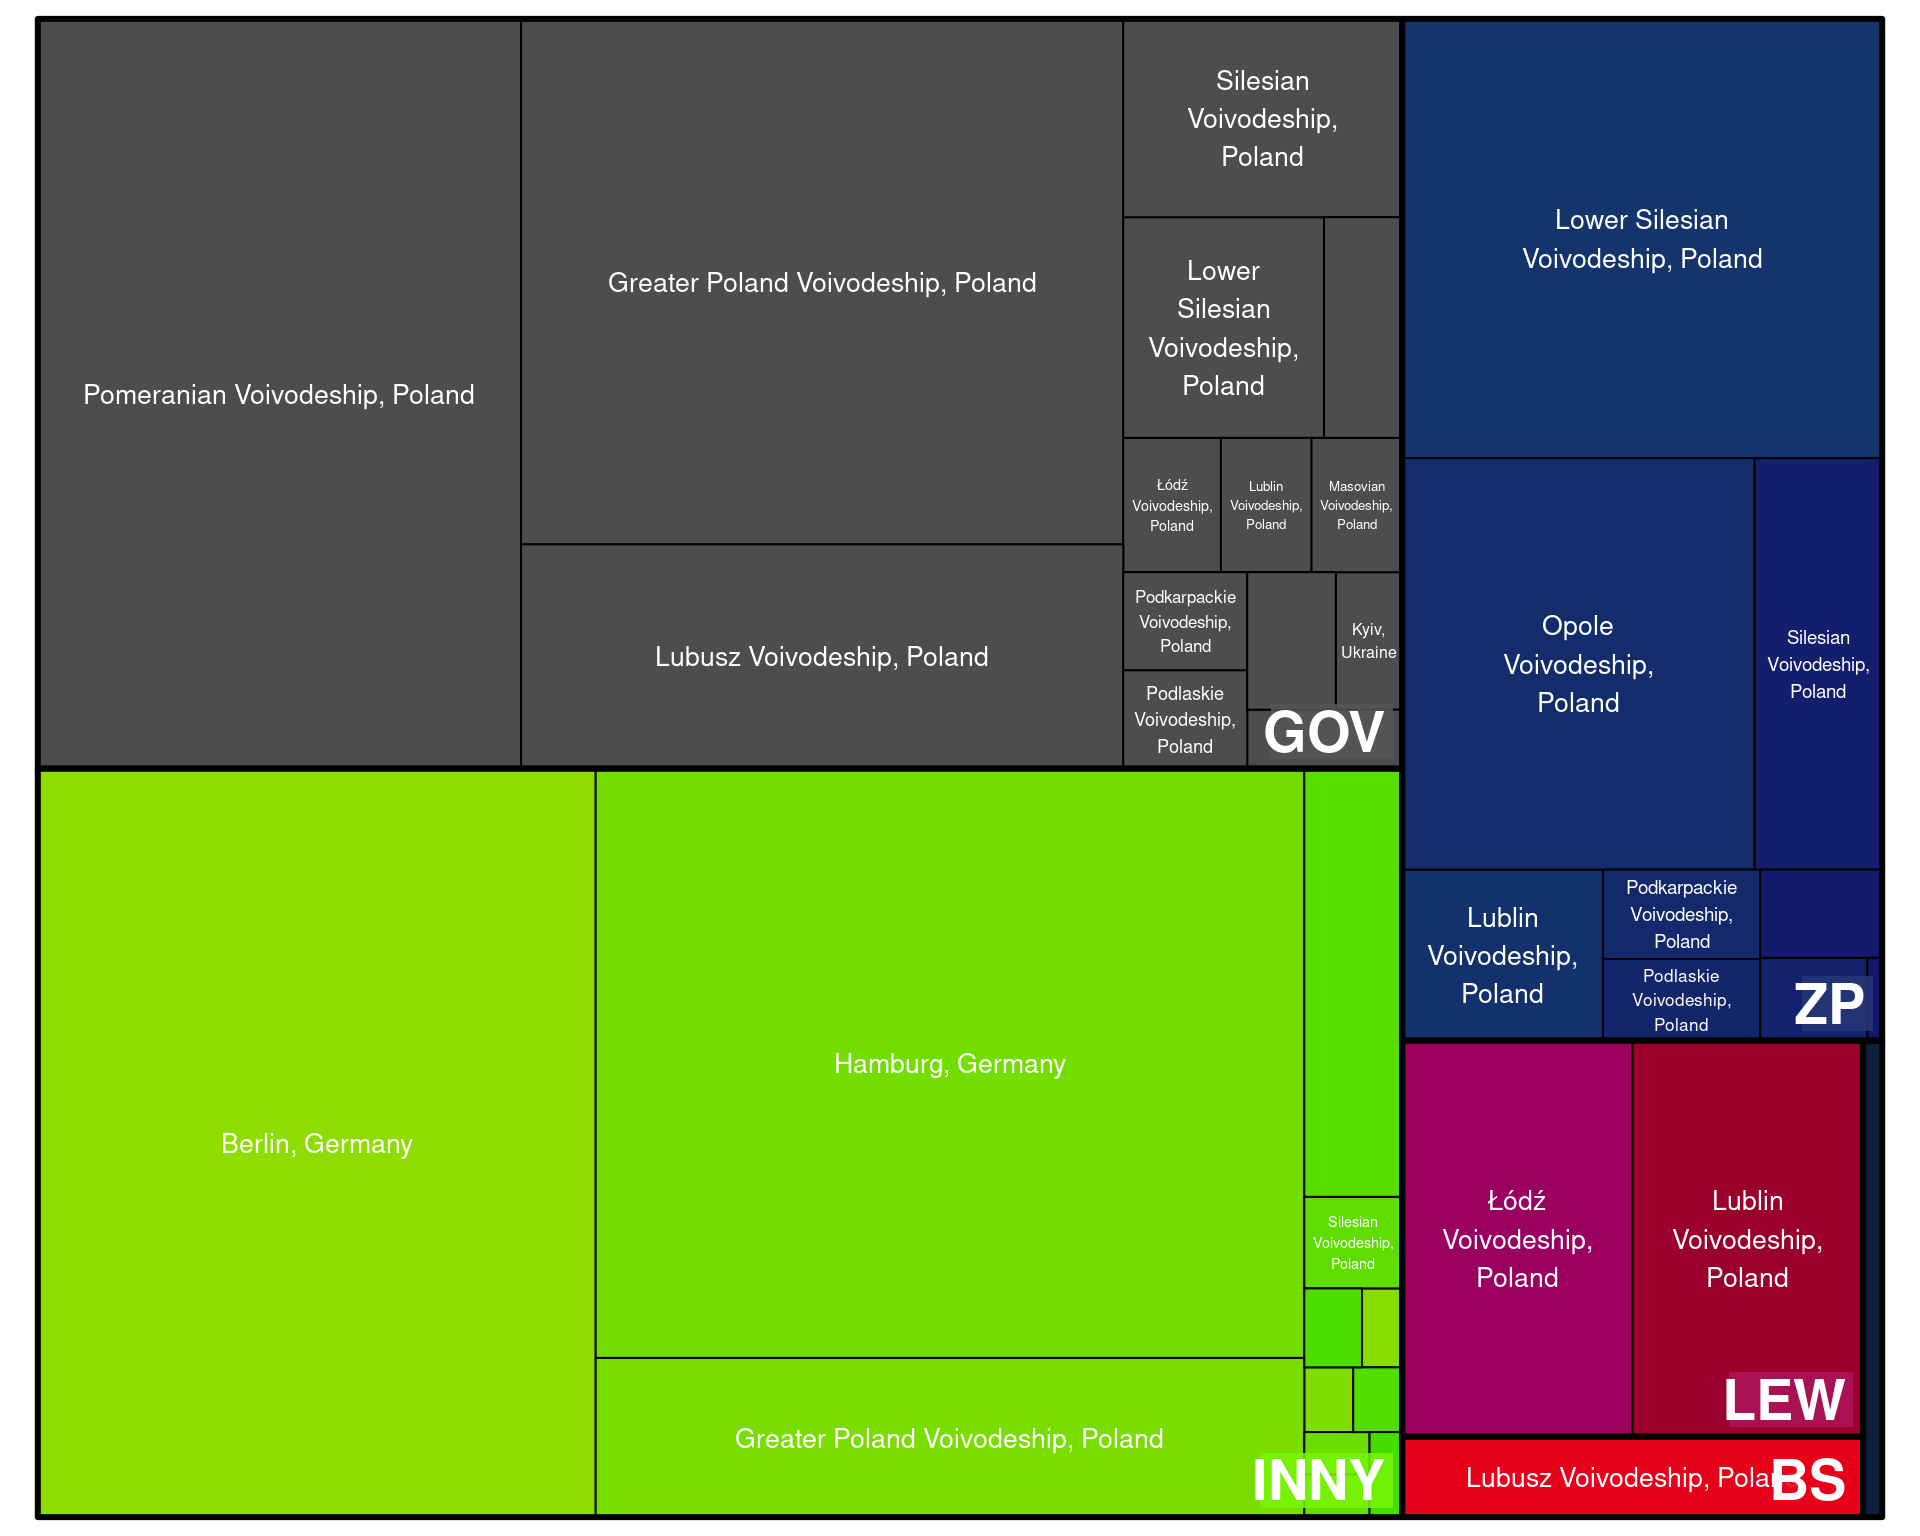 Pomeranian Voivodeship, Poland
Greater Poland Voivodeship, Poland
Lubusz Voivodeship, Poland
Silesian
Voivodeship,
Poland
Lower
Silesian
Voivodeship,
Poland
Łódź
Voivodeship,
Poland
Lublin
Voivodeship,
Poland
Masovian
Voivodeship,
Poland
Podkarpackie
Voivodeship,
Poland
Podlaskie
Voivodeship,
Poland
Kyiv,
Ukraine
GOV
Berlin, Germany
Hamburg, Germany
Greater Poland Voivodeship, Poland
Silesian
Voivodeship,
Poland
INNY
Lower Silesian
Voivodeship, Poland
Opole
Voivodeship,
Poland
Silesian
Voivodeship,
Poland
Lublin
Voivodeship,
Poland
Podkarpackie
Voivodeship,
Poland
Podlaskie
Voivodeship,
Poland
ZP
Łódź
Voivodeship,
Poland
Lublin
Voivodeship,
Poland
LEW
Lubusz Voivodeship, Poland
BS